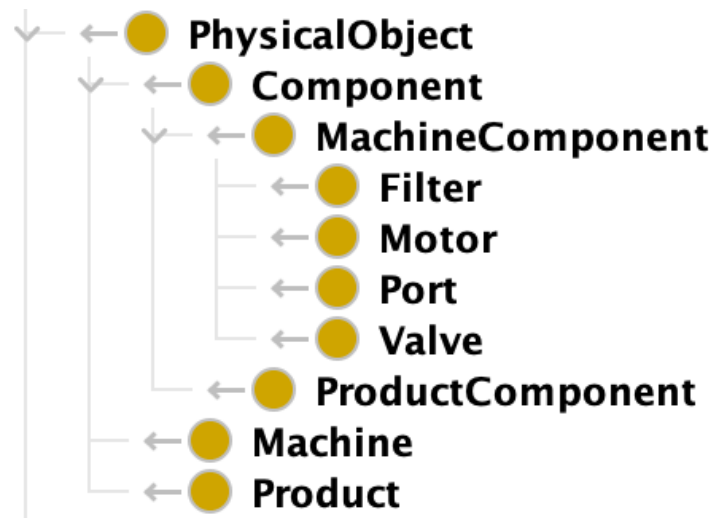 PhysicalObject
Component
MachineComponent
Filter
Motor
Port
Valve
ProductComponent
Machine
Product